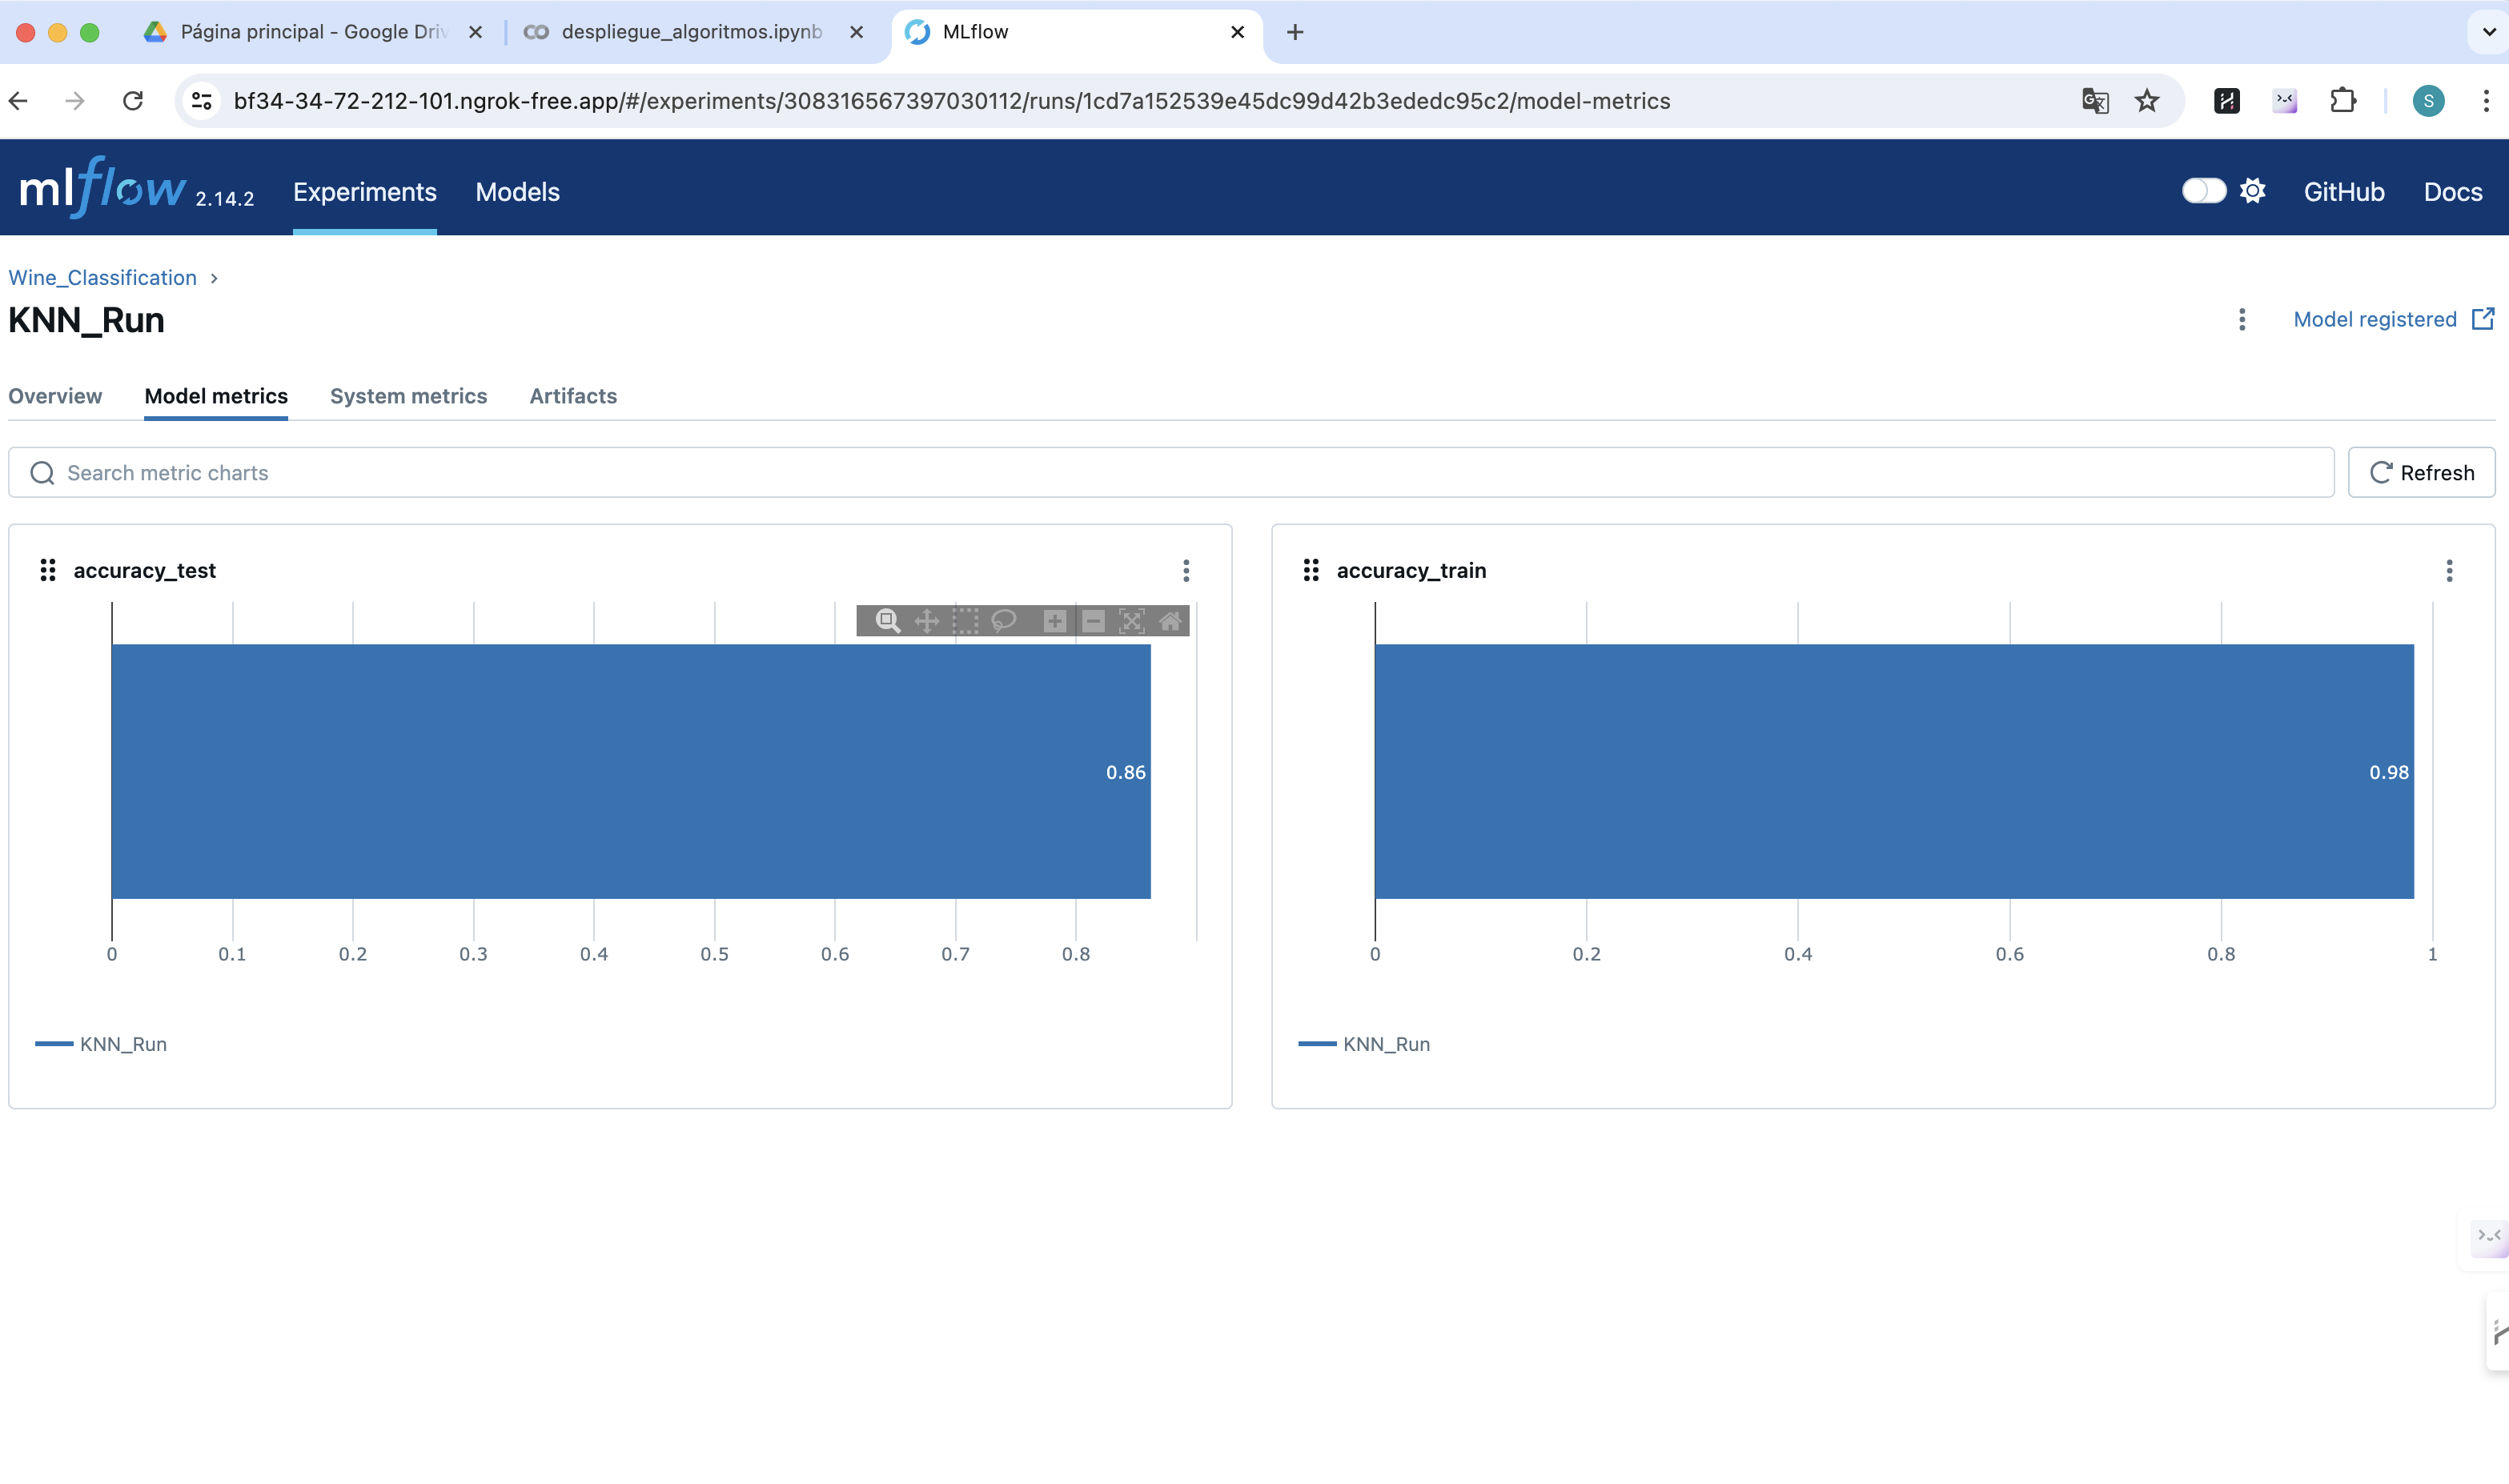 Página principal - Google Driv
despliegue_algoritmos.ipynb
MLflow
bf34-34-72-212-101.ngrok-free.app/#/experiments/308316567397030112/runs/1cd7a152539e45dc99d42b3ededc95c2/model-metrics
S
mlflow 2.14.2
Experiments
Models
GitHub
Docs
Wine_Classification
KNN_Run
Model registered
Overview
Model metrics
System metrics
Artifacts
Search metric charts
Refresh
accuracy_test
0.86
0 0.1 0.2 0.3 0.4 0.5 0.6 0.7 0.8
KNN_Run
accuracy_train
0.98
0 0.2 0.4 0.6 0.8 1
KNN_Run